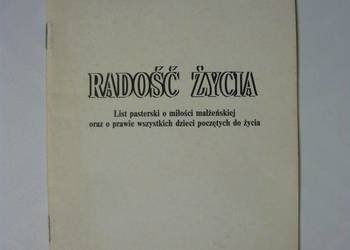 RADOŚĆ ŻYCIA
List pasterski o miłości małżeńskiej
oraz o prawie wszystkich dzieci poczętych do życia